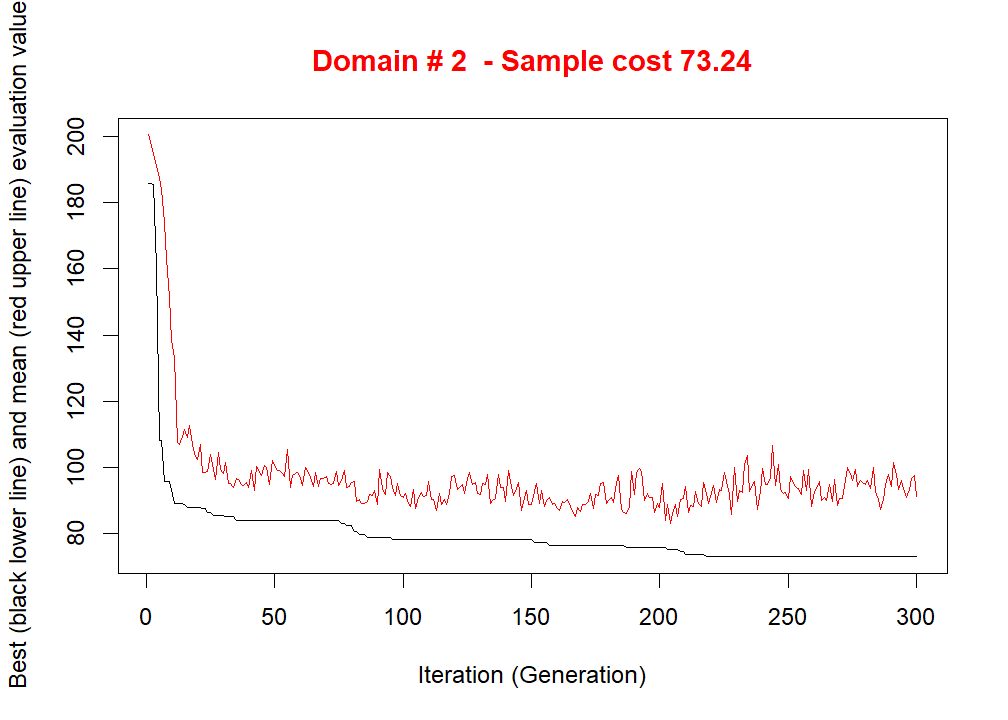 Domain # 2  - Sample cost 73.24
Best (black lower line) and mean (red upper line) evaluation value
200
180
160
140
120
100
80
0 50 100 150 200 250 300
Iteration (Generation)